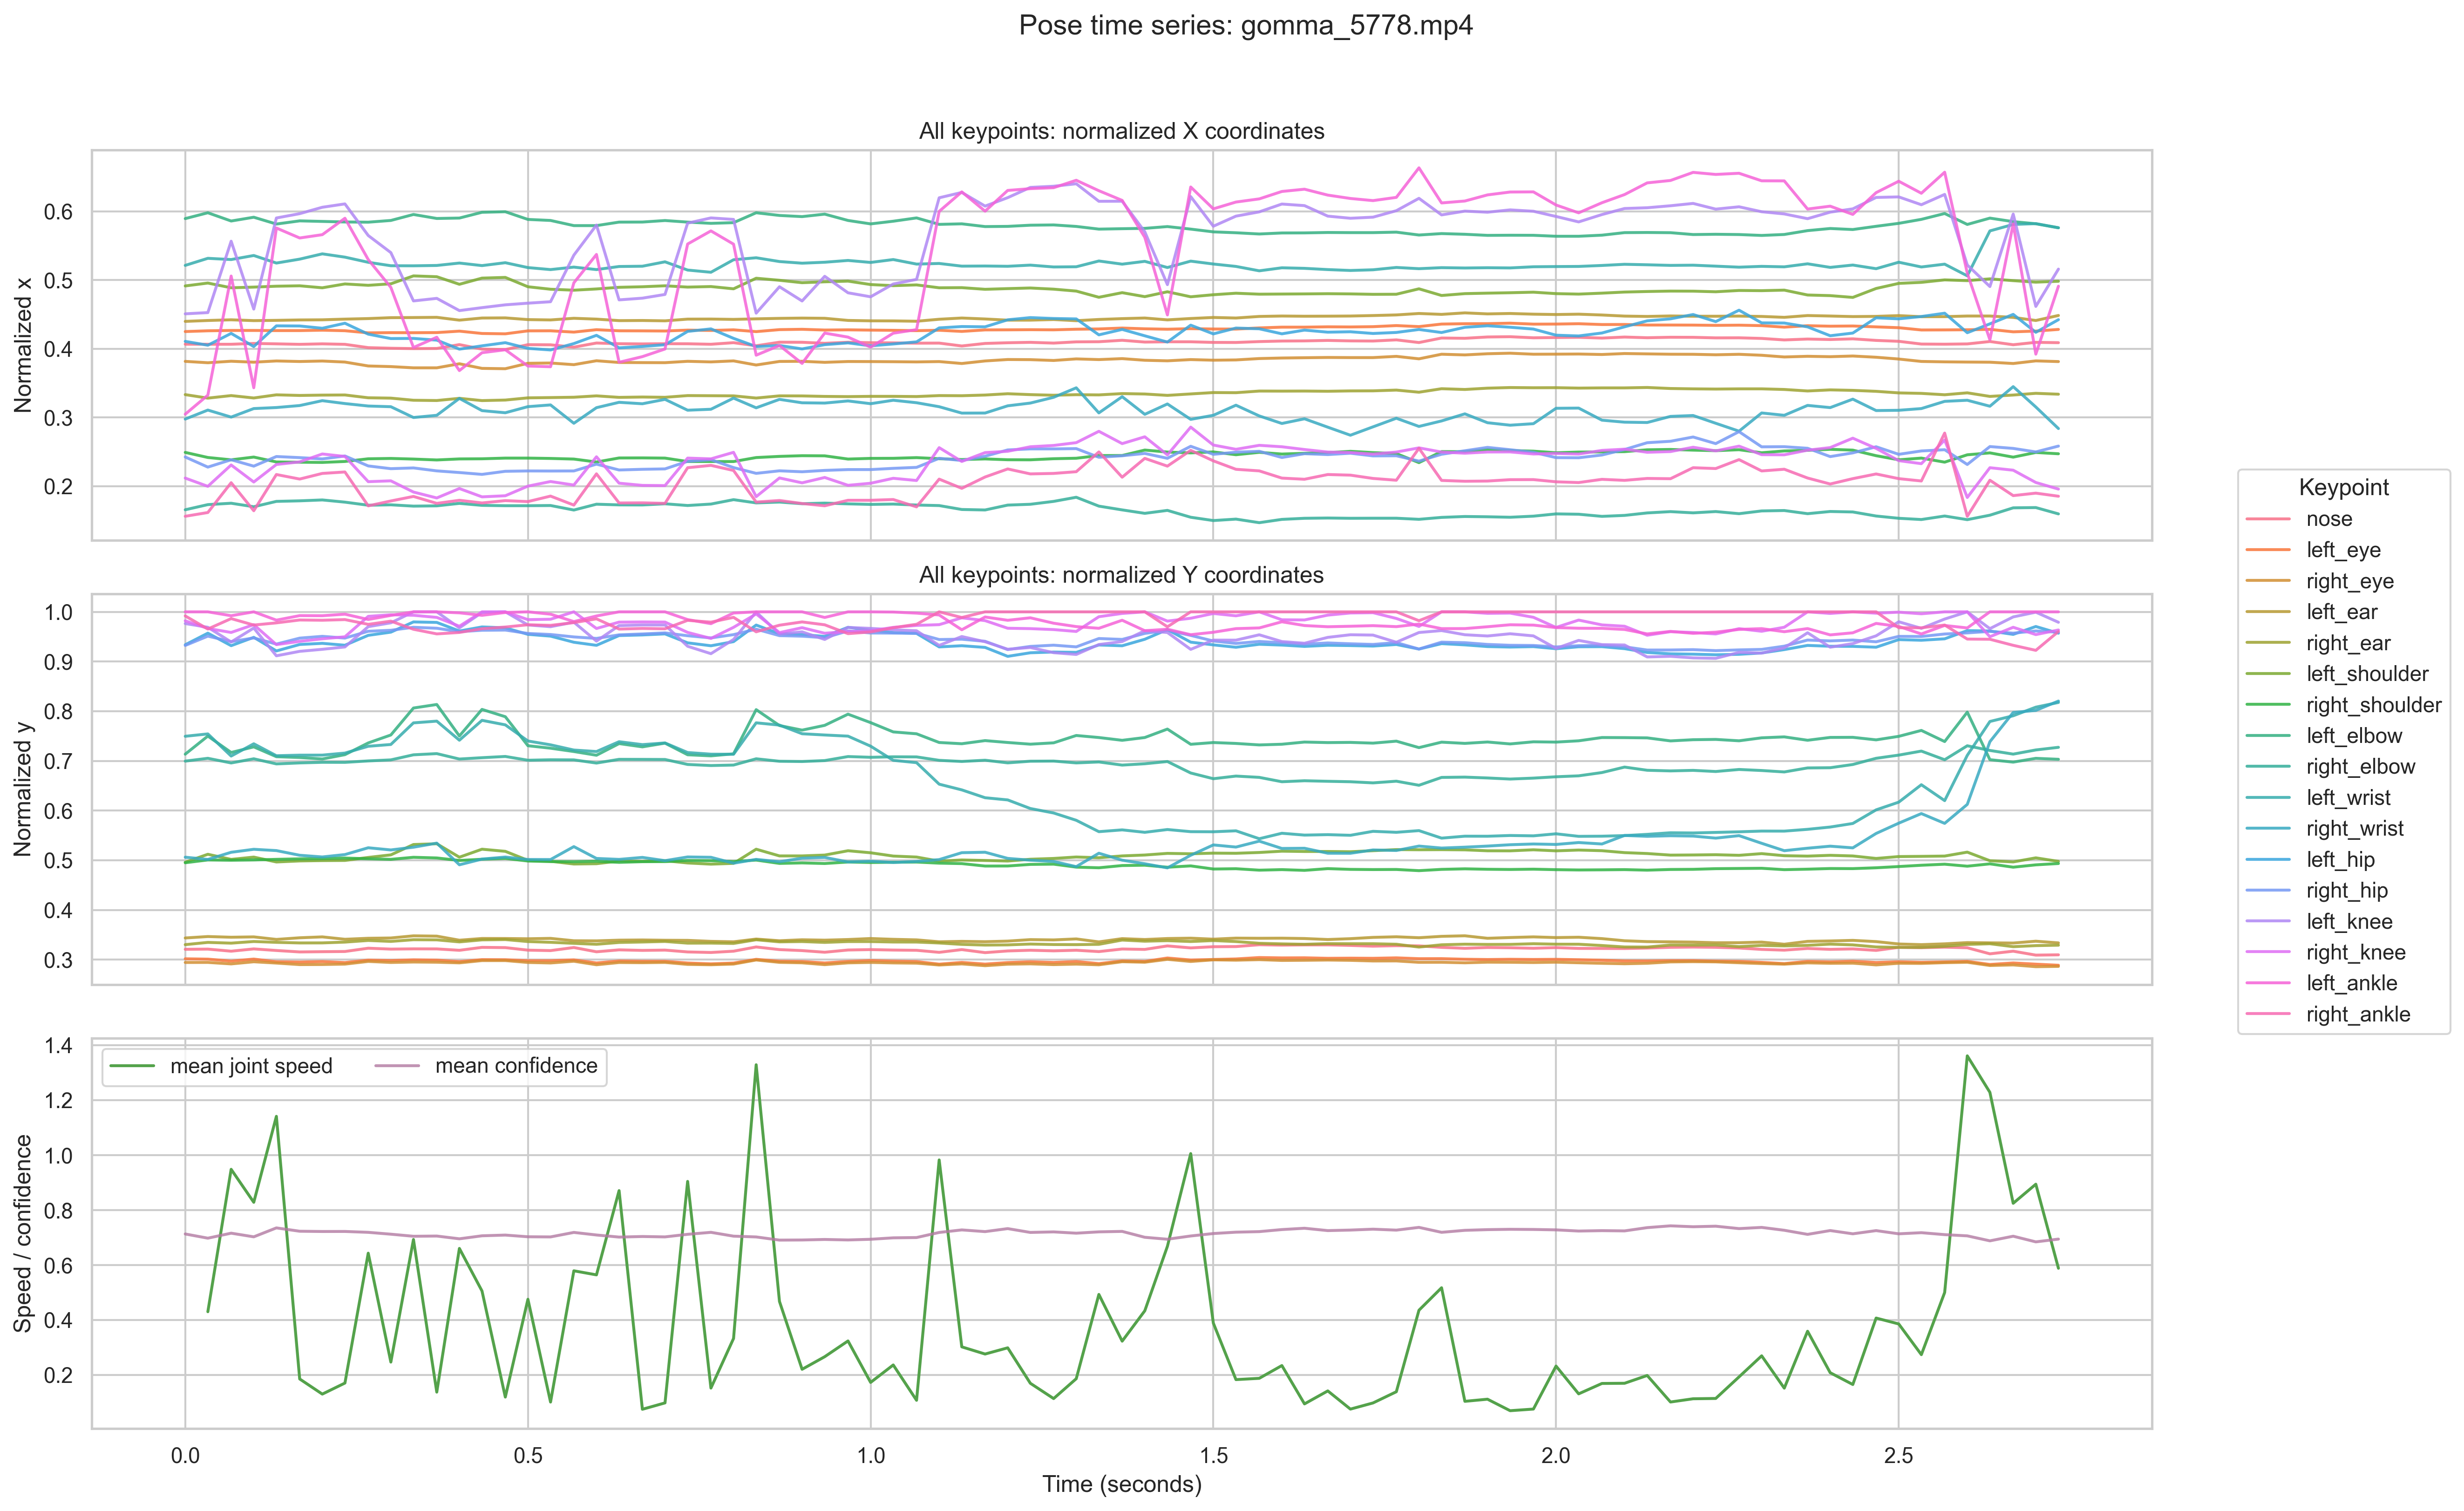 Pose time series: gomma_5778.mp4
All keypoints: normalized X coordinates
Normalized x
0.6
0.5
0.4
0.3
0.2
All keypoints: normalized Y coordinates
Normalized y
1.0
0.9
0.8
0.7
0.6
0.5
0.4
0.3
Keypoint
nose
left_eye
right_eye
left_ear
right_ear
left_shoulder
right_shoulder
left_elbow
right_elbow
left_wrist
right_wrist
left_hip
right_hip
left_knee
right_knee
left_ankle
right_ankle
mean joint speed
mean confidence
Speed / confidence
1.4
1.2
1.0
0.8
0.6
0.4
0.2
0.0 0.5 1.0 1.5 2.0 2.5
Time (seconds)